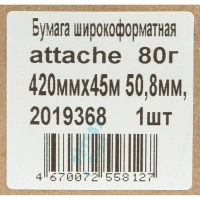 Бумага широкоформатная
attache 80г
420ммх45м 50,8мм,
2019368 1шт
4 670072 558127